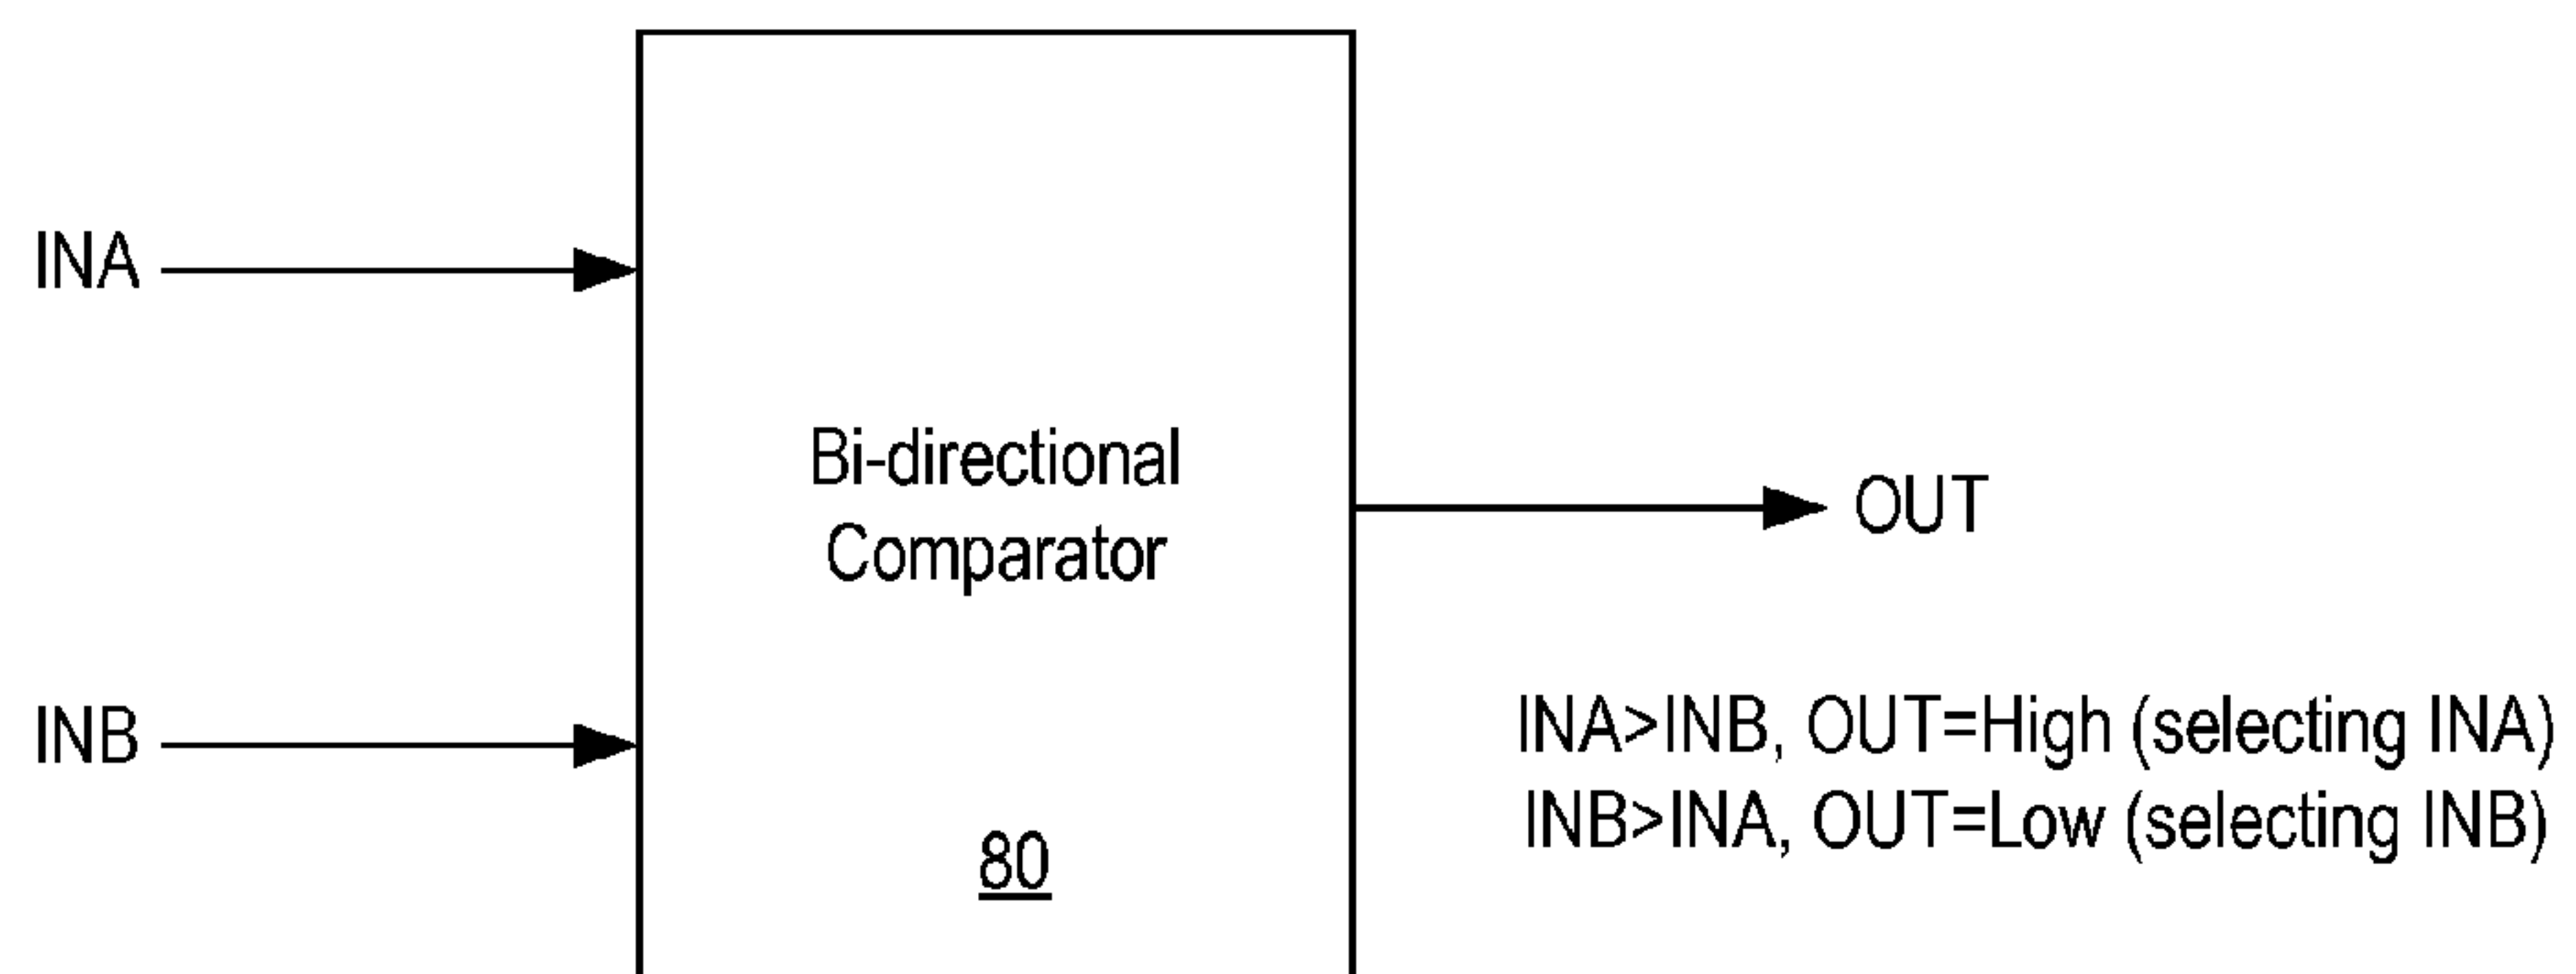 INA
Bi-directional
Comparator
OUT
INB
INA>INB, OUT=High (selecting INA)
INB>INA, OUT=Low (selecting INB)
80